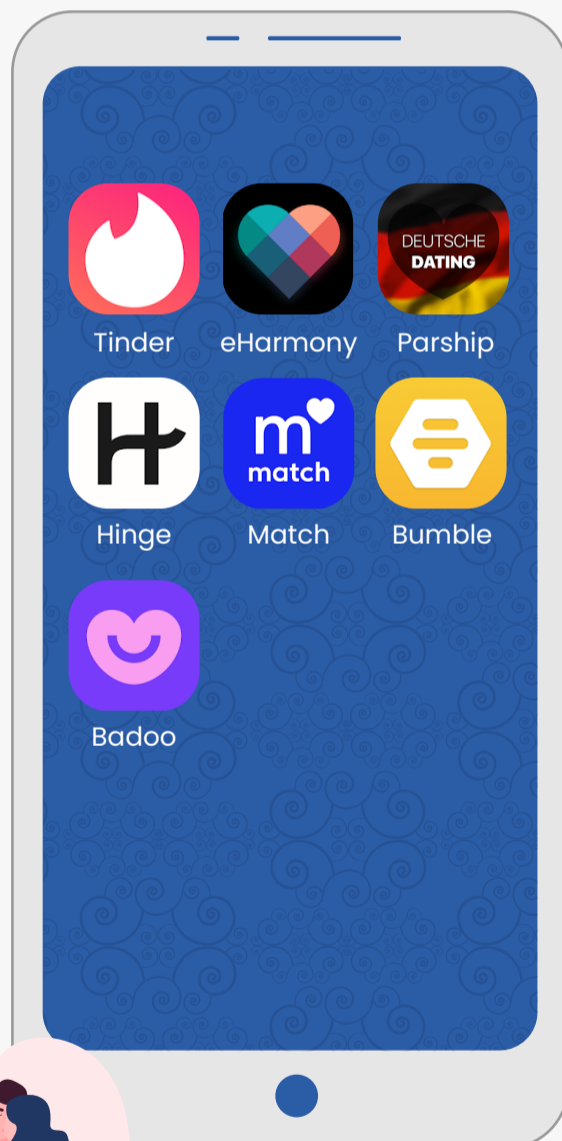 DEUTSCHE
DATING
Tinder
eHarmony
Parship
H
m
match
Hinge
Match
Bumble
Badoo